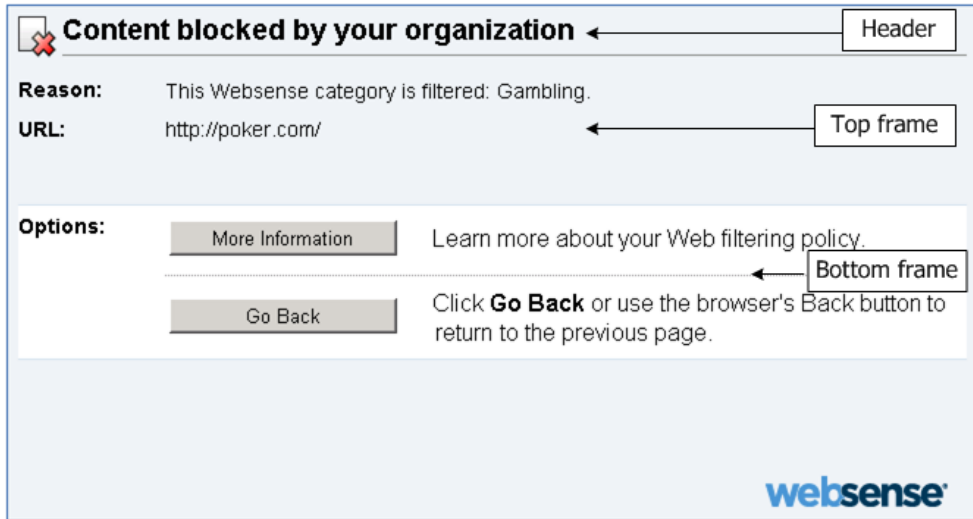 Content blocked by your organization
Header
Reason: This Websense category is filtered: Gambling.
URL: http://poker.com/
Top frame
Options:
More Information
Learn more about your Web filtering policy.
Bottom frame
Go Back
Click Go Back or use the browser's Back button to
return to the previous page.
websense